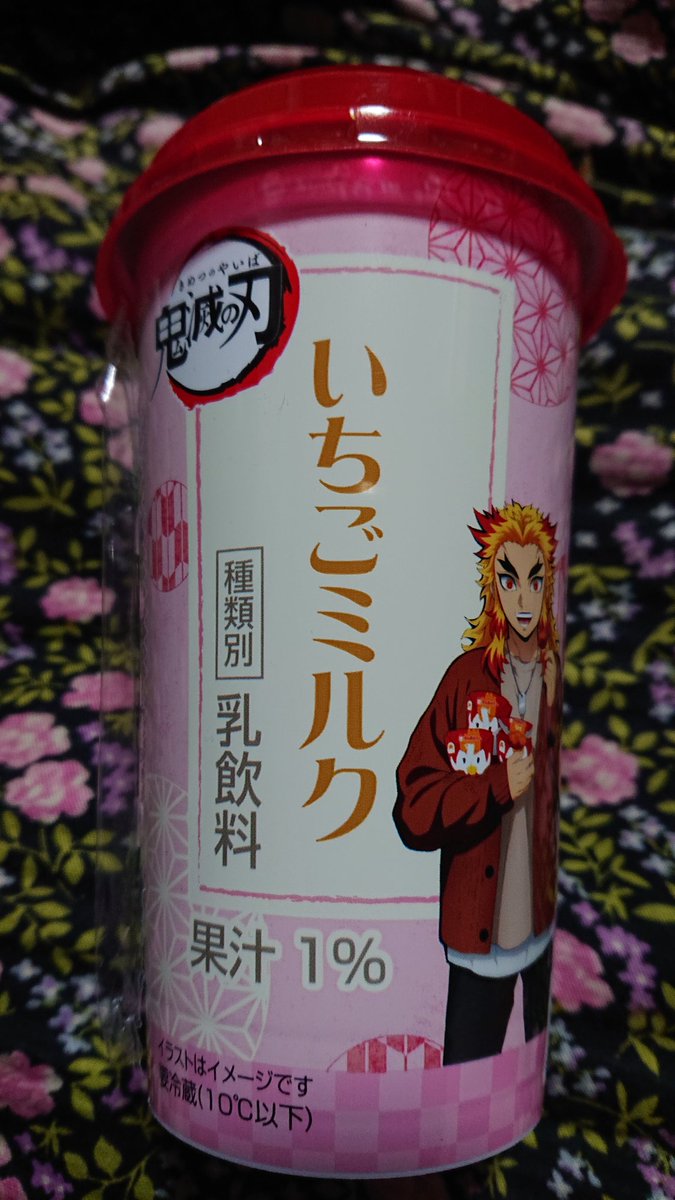 きめつのやいば
鬼滅の刃
いちごミルク
種類別
乳飲料
果汁 1%
イラストはイメージです
要冷蔵(10℃以下)